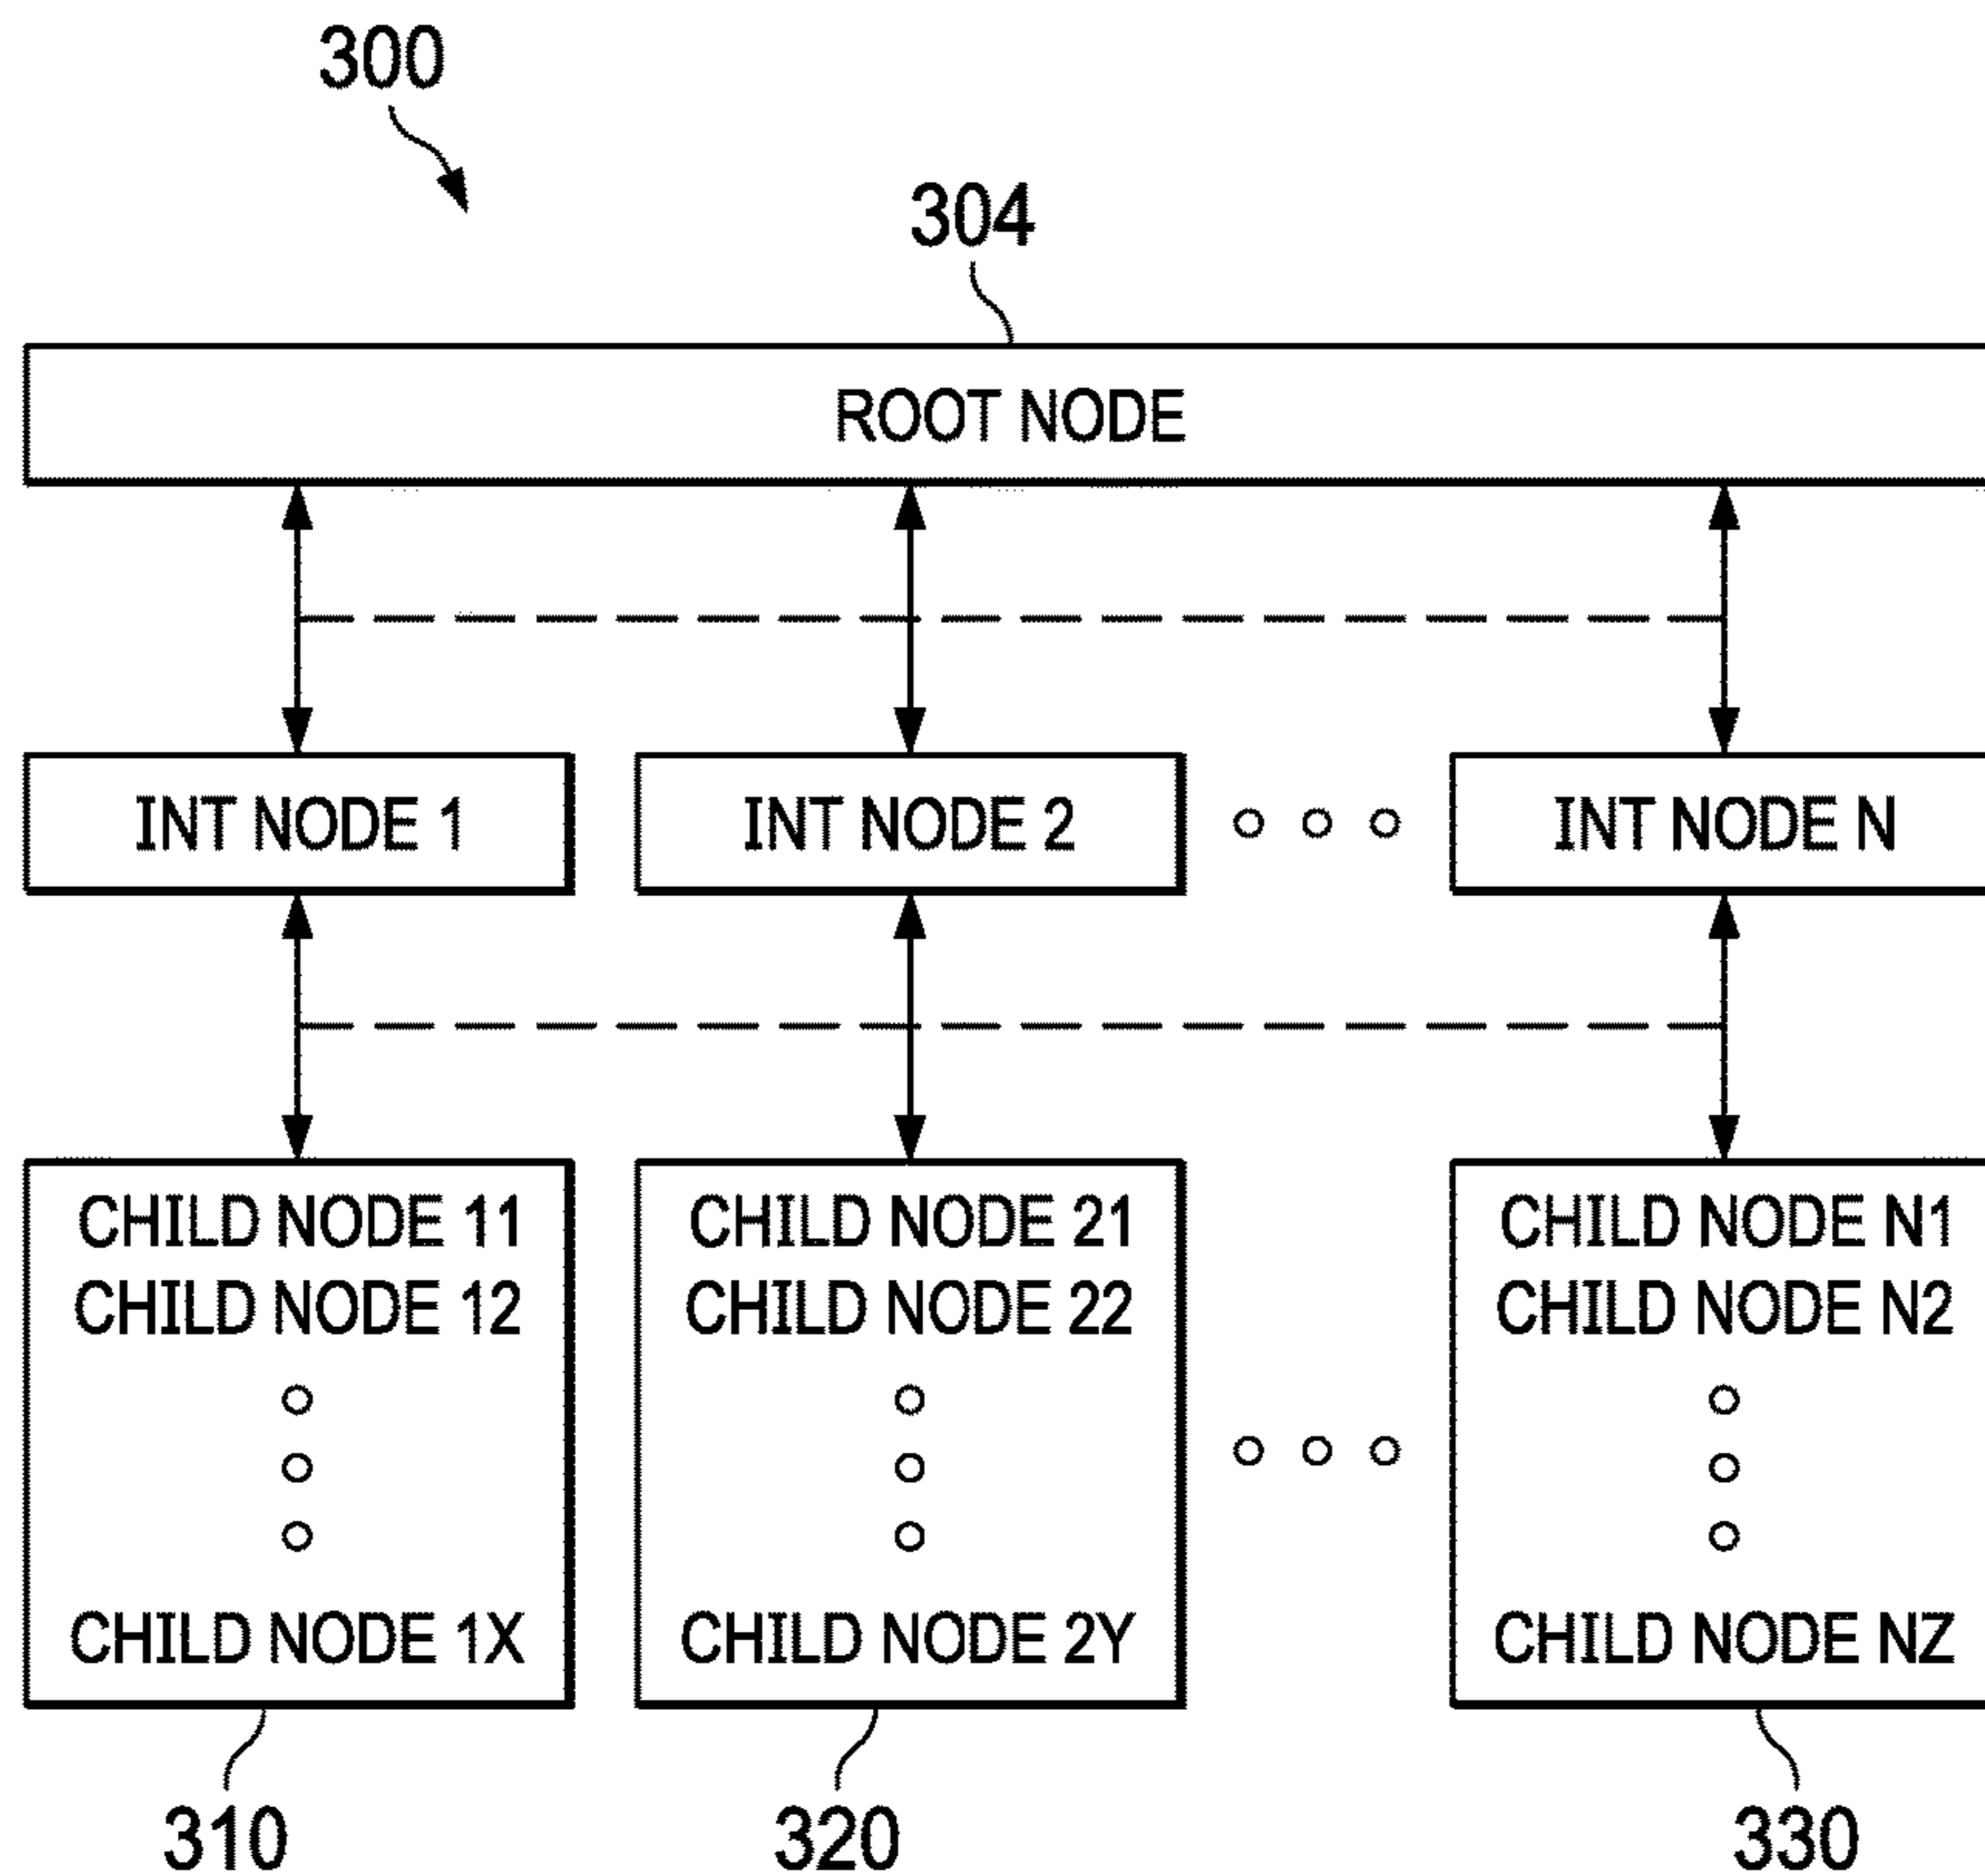 300
304
ROOT NODE
INT NODE 1
INT NODE 2
INT NODE N
CHILD NODE 11
CHILD NODE 12
CHILD NODE 1X
CHILD NODE 21
CHILD NODE 22
CHILD NODE 2Y
CHILD NODE N1
CHILD NODE N2
CHILD NODE NZ
310
320
330